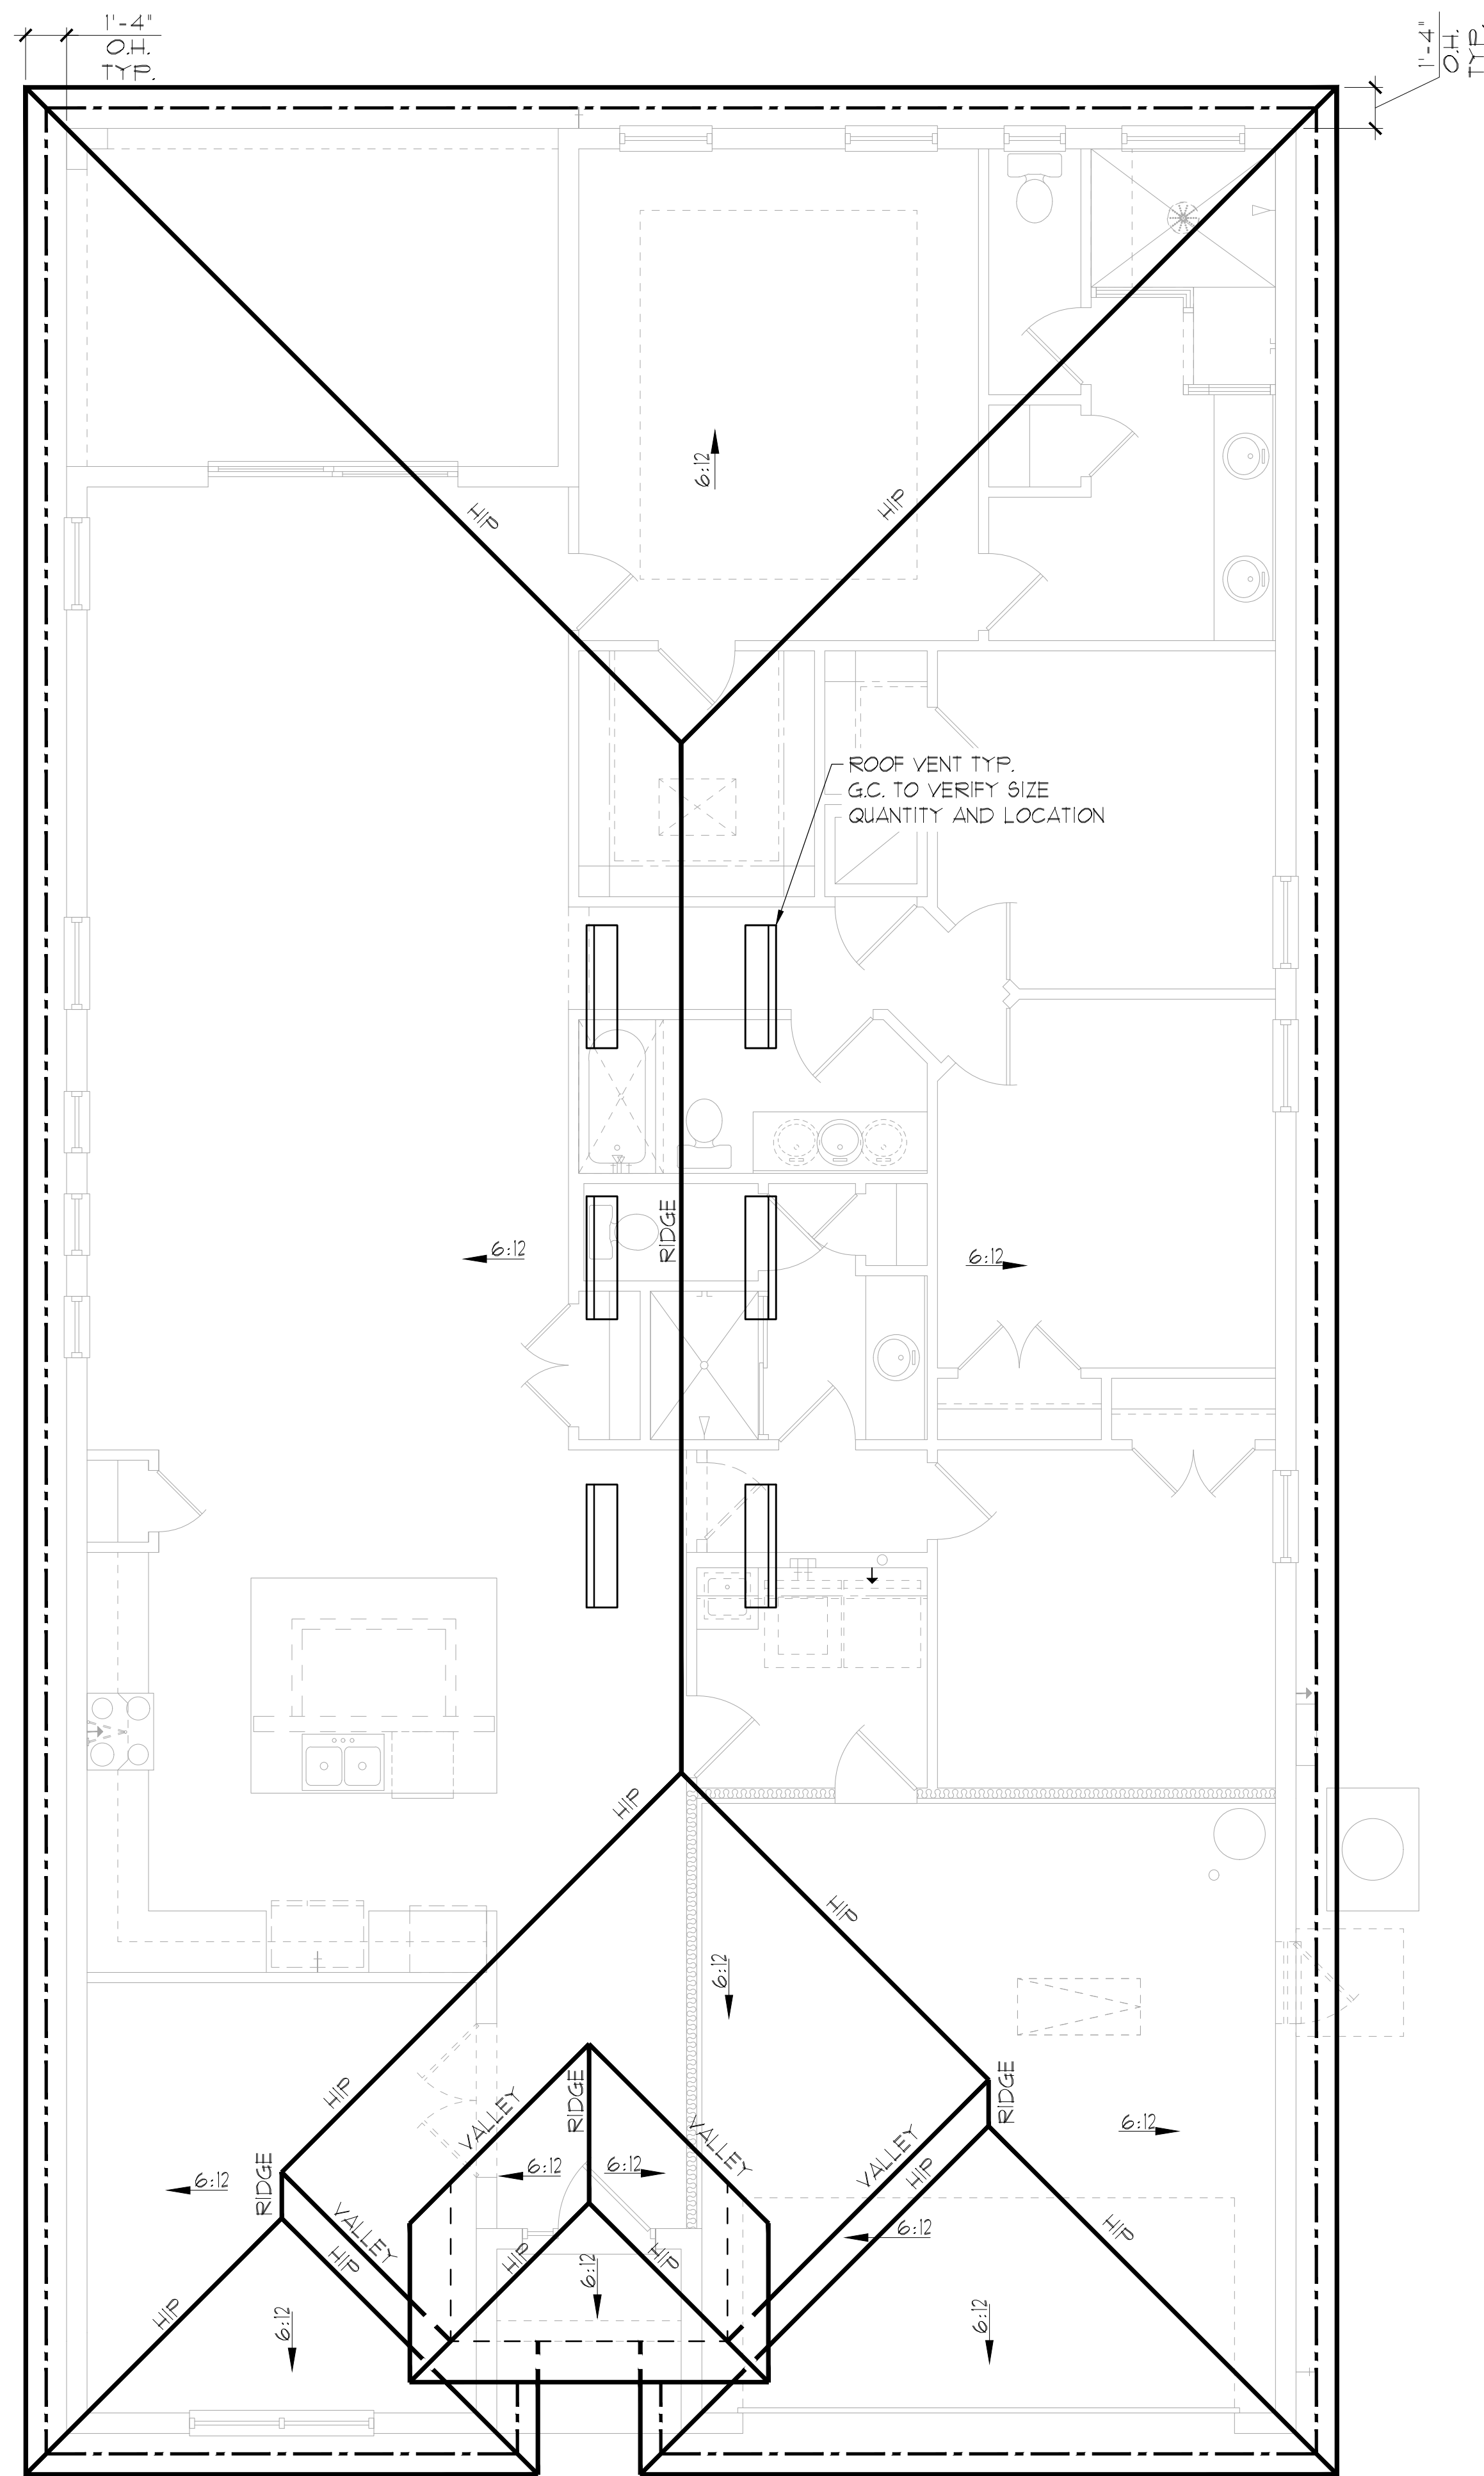 1'-4"
O.H.
TYP.
1'-4"
O.H.
TYP.
6:12
HIP
HIP
ROOF VENT TYP.
G.C. TO VERIFY SIZE
QUANTITY AND LOCATION
RIDGE
6:12
6:12
HIP
HIP
6:12
HIP
RIDGE
RIDGE
VALLEY
VALLEY
6:12
VALLEY
HIP
6:12
6:12
6:12
RIDGE
VALLEY
HIP
HIP
HIP
HIP
6:12
HIP
6:12
6:12
6:12